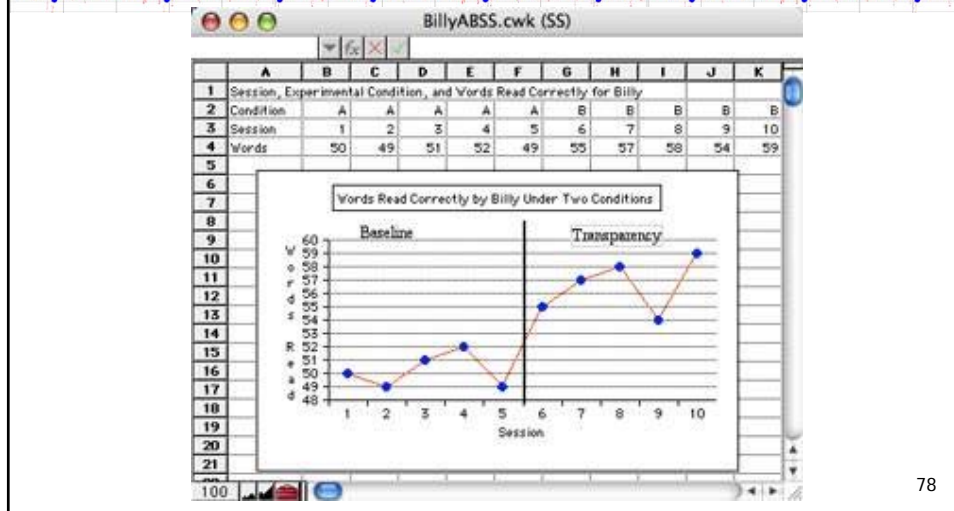 BillyABSS.cwk (SS)
fx
A B C D E F G H I J K
1 Session, Experimental Condition, and Words Read Correctly for Billy
2 Condition A A A A A B B B B B
3 Session 1 2 3 4 5 6 7 8 9 10
4 Words 50 49 51 52 49 55 57 58 54 59
5
6
7 Words Read Correctly by Billy Under Two Conditions
8 Baseline Transparency
9 60
10 59
11 58
12 57
13 56
14 55
15 53
16 52
17 51
18 50
19 49
20 48
21
Words Read
1 2 3 4 5 6 7 8 9 10
Session
100
78